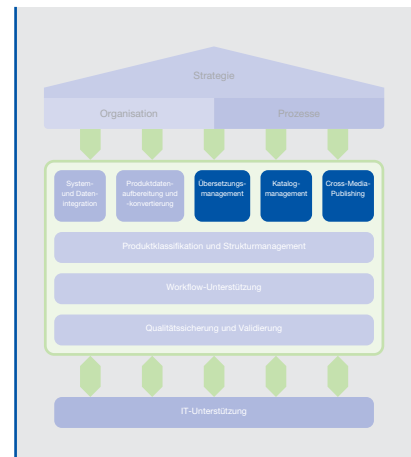 Strategie
Organisation
Prozesse
System-
und Daten-
integration
Produktdaten-
aufbereitung und
-konvertierung
Übersetzungs-
management
Katalog-
management
Cross-Media-
Publishing
Produktklassifikation und Strukturmanagement
Workflow-Unterstützung
Qualitätssicherung und Validierung
IT-Unterstützung